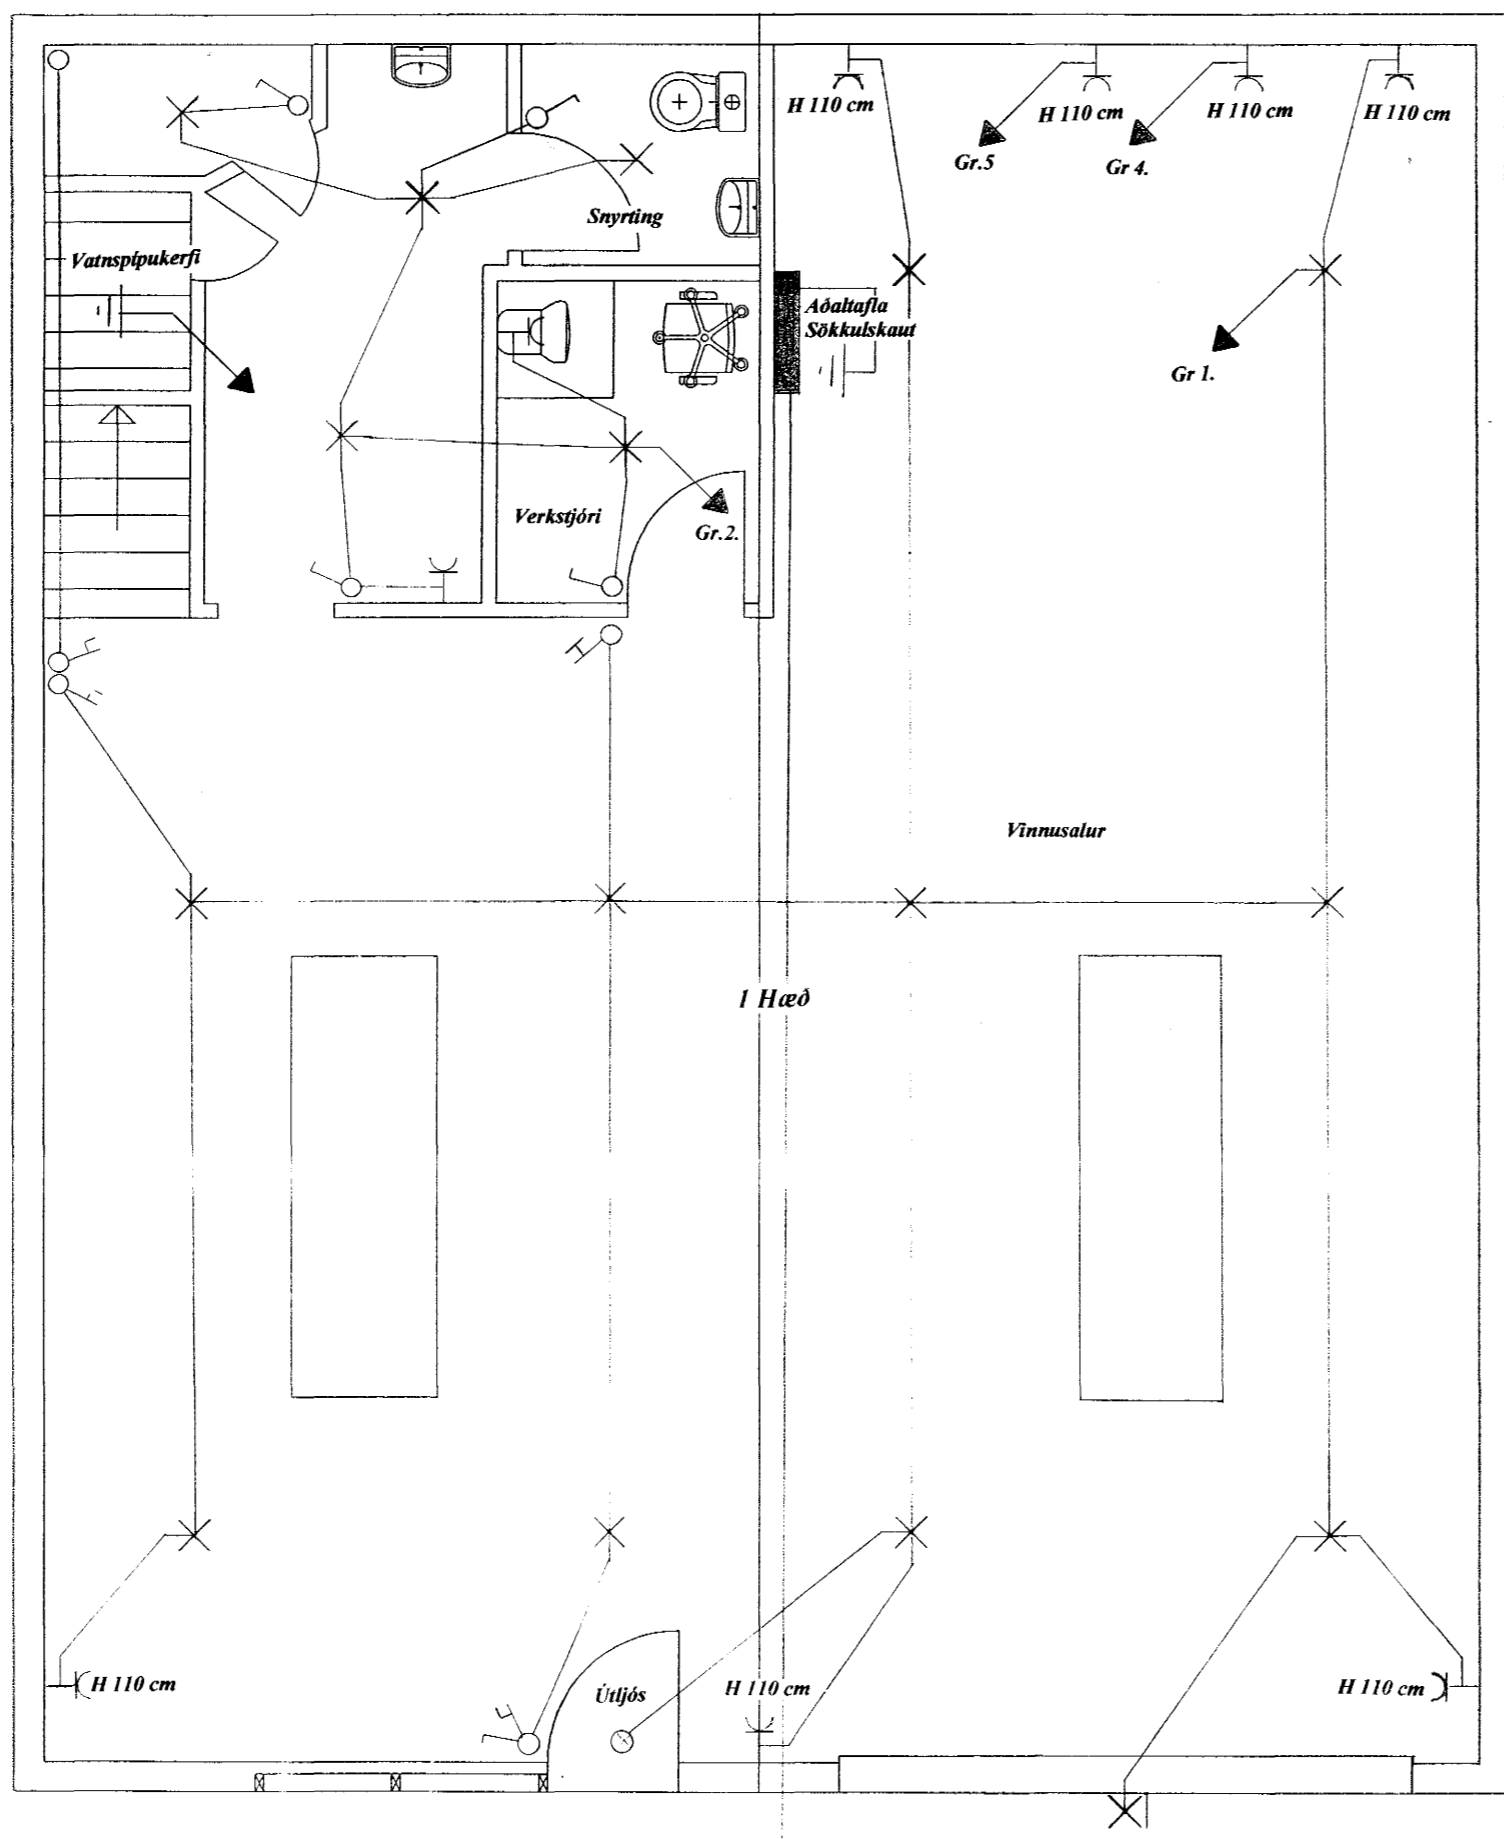 H 110 cm
H 110 cm
H 110 cm
H 110 cm
Gr.5
Gr 4.
Snyrting
Vatnspípukerfi
Aðaltafla
Sökkulskaut
Gr 1.
Verkstjóri
Gr.2.
Vinnusalur
1 Hæð
H 110 cm
Útljós
H 110 cm
H 110 cm